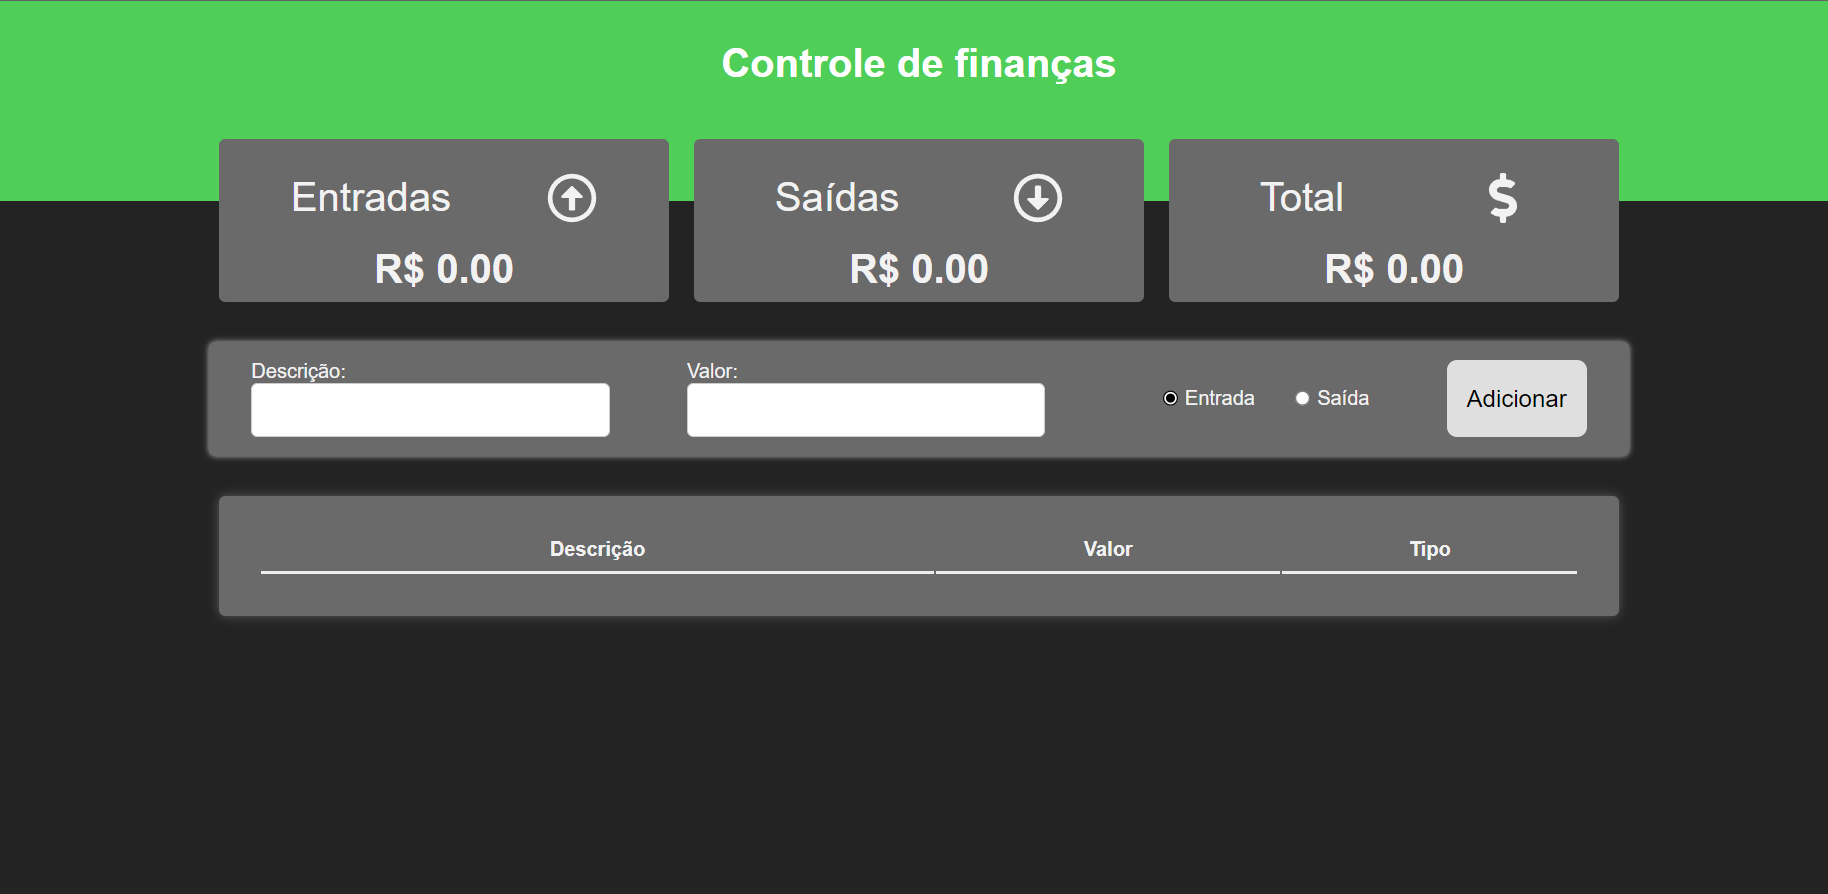 Controle de finanças
Entradas
R$ 0.00
Saídas
R$ 0.00
Total
$
R$ 0.00
Descrição:
Valor:
Entrada
Saída
Adicionar
Descrição Valor Tipo